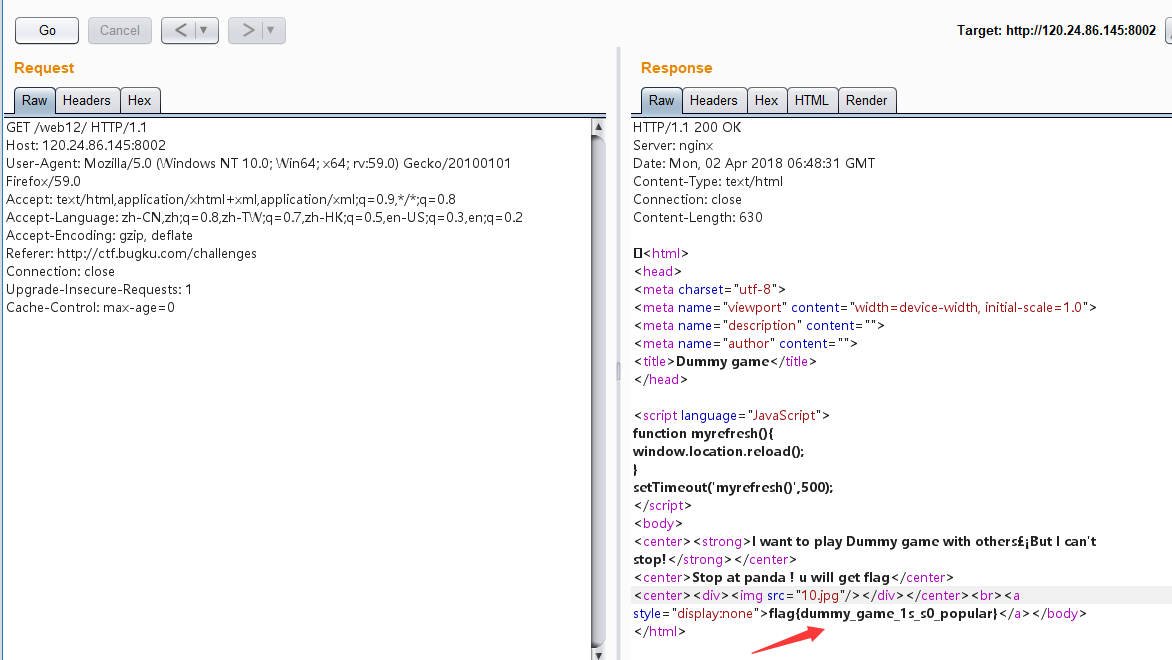 Go Cancel < ▼ > ▼ Target: http://120.24.86.145:8002
Request
Raw Headers Hex
GET /web12/ HTTP/1.1
Host: 120.24.86.145:8002
User-Agent: Mozilla/5.0 (Windows NT 10.0; Win64; x64; rv:59.0) Gecko/20100101
Firefox/59.0
Accept: text/html,application/xhtml+xml,application/xml;q=0.9,*/*;q=0.8
Accept-Language: zh-CN,zh;q=0.8,zh-TW;q=0.7,zh-HK;q=0.5,en-US;q=0.3,en;q=0.2
Accept-Encoding: gzip, deflate
Referer: http://ctf.bugku.com/challenges
Connection: close
Upgrade-Insecure-Requests: 1
Cache-Control: max-age=0
Response
Raw Headers Hex HTML Render
HTTP/1.1 200 OK
Server: nginx
Date: Mon, 02 Apr 2018 06:48:31 GMT
Content-Type: text/html
Connection: close
Content-Length: 630
<html>
<head>
<meta charset="utf-8">
<meta name="viewport" content="width=device-width, initial-scale=1.0">
<meta name="description" content="">
<meta name="author" content="">
<title>Dummy game</title>
</head>
<script language="JavaScript">
function myrefresh(){
window.location.reload();
}
setTimeout('myrefresh()',500);
</script>
<body>
<center><strong>I want to play Dummy game with others£¡But I can't
stop!</strong></center>
<center>Stop at panda ! u will get flag</center>
<center><div><img src="10.jpg"/></div></center><br><a
style="display:none">flag{dummy_game_1s_s0_popular}</a></body>
</html>